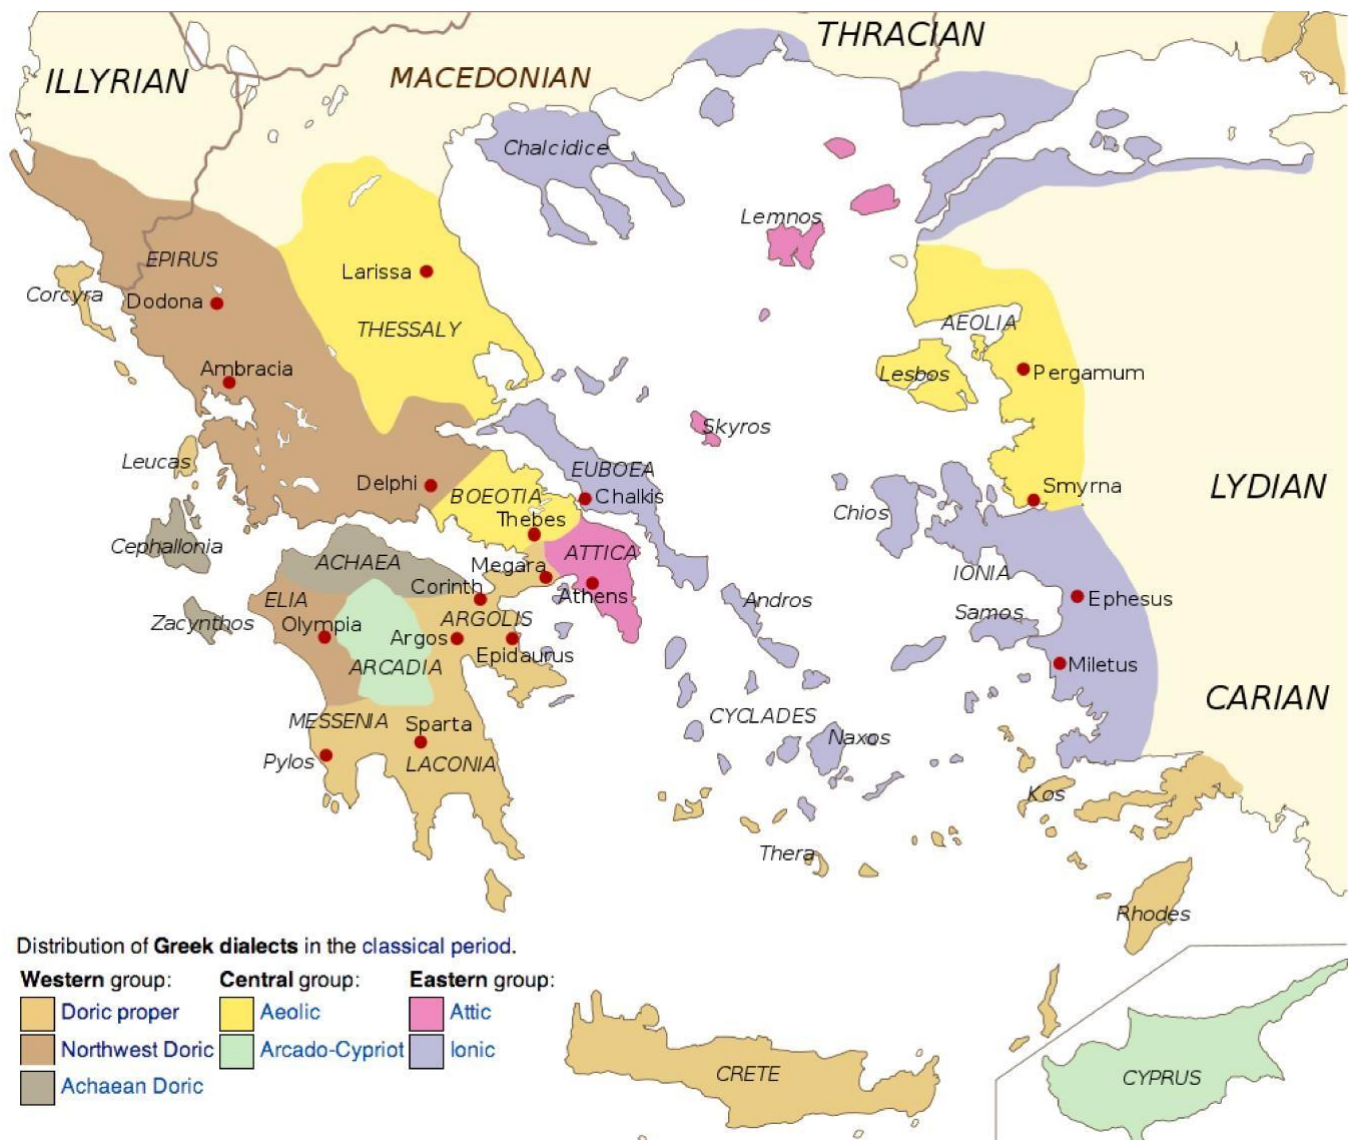 THRACIAN
ILLYRIAN
MACEDONIAN
Chalcidice
Lemnos
EPIRUS
Larissa
Corcyra
Dodona
THESSALY
AEOLIA
Ambracia
Lesbos
Pergamum
Skyros
Leucas
EUBOEA
Delphi
BOEOTIA
Chalkis
Smyrna
LYDIAN
Chios
Thebes
Cephallonia
ACHAEA
ATTICA
Megara
IONIA
Corinth
Athens
ELIA
Andros
Ephesus
Zacynthos
Olympia
ARGOLIS
Samos
Argos
Epidaurus
ARCADIA
Miletus
CARIAN
MESSENIA
Sparta
CYCLADES
Naxos
Pylos
LACONIA
Kos
Thera
Rhodes
Distribution of Greek dialects in the classical period.
Western group:
Central group:
Eastern group:
Doric proper
Aeolic
Attic
Northwest Doric
Arcado-Cypriot
Ionic
Achaean Doric
CRETE
CYPRUS